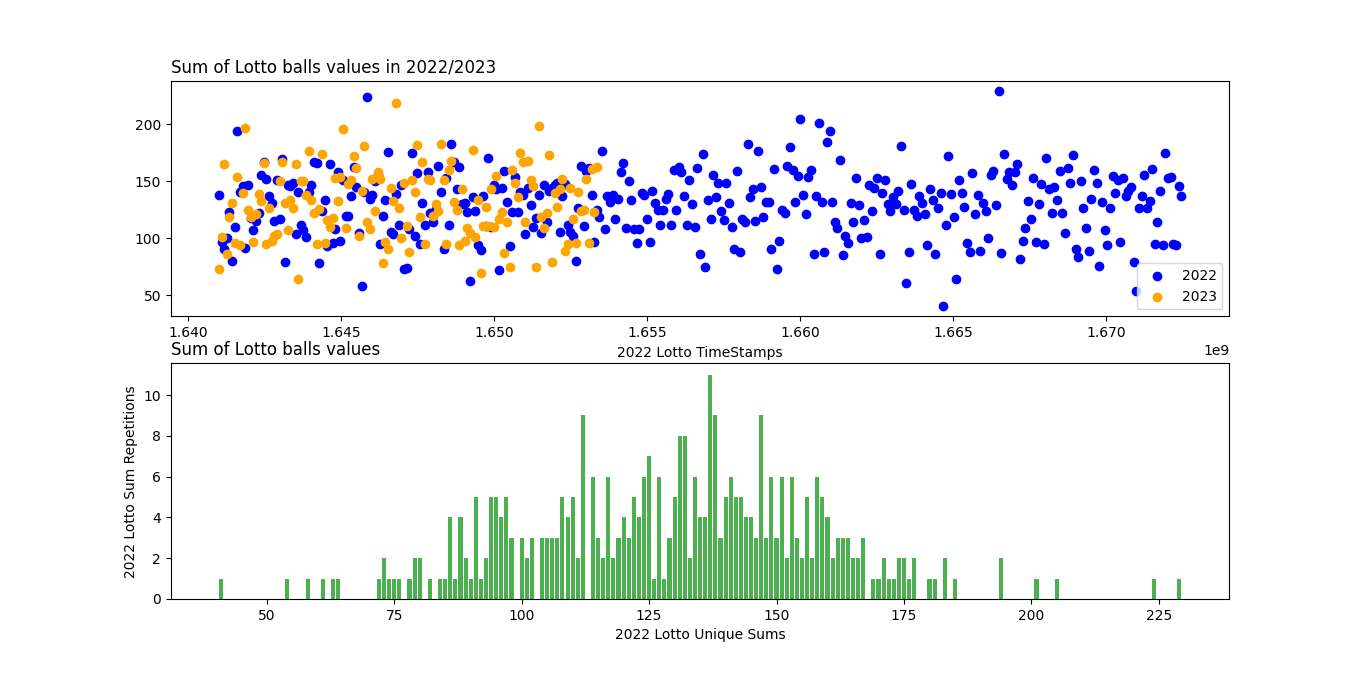 Sum of Lotto balls values in 2022/2023
200
150
100
50
2022
2023
1.640 1.645 1.650 1.655 1.660 1.665 1.670
2022 Lotto TimeStamps
1e9
Sum of Lotto balls values
2022 Lotto Sum Repetitions
10
8
6
4
2
0
50 75 100 125 150 175 200 225
2022 Lotto Unique Sums